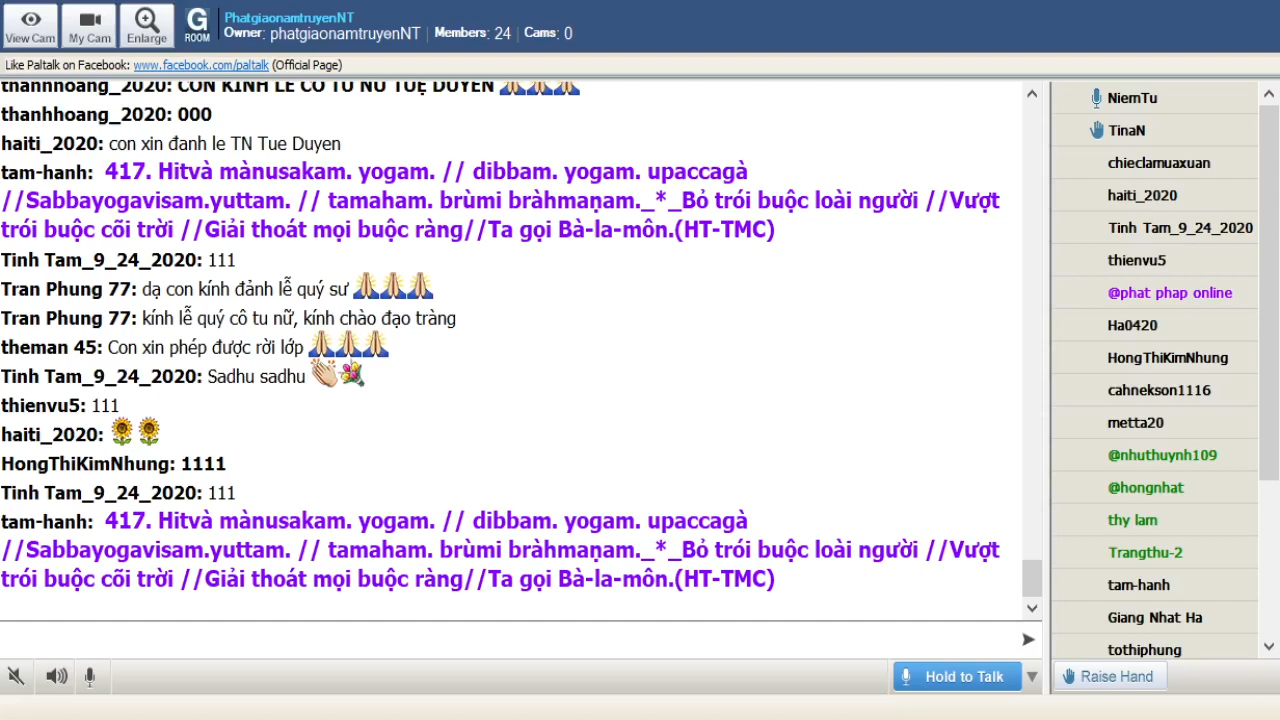 View Cam
My Cam
Enlarge
G
ROOM
PhatgiaonamtruyenNT
Owner: phatgiaonamtruyenNT | Members: 24 | Cams: 0
Like Paltalk on Facebook: www.facebook.com/paltalk (Official Page)
thanhhoang_2020: CON KÍNH LỄ CÔ TU NỮ TUỆ DUYÊN
thanhhoang_2020: 000
haiti_2020: con xin đanh le TN Tue Duyen
tam-hanh: 417. Hitvà mànusakam. yogam. // dibbam. yogam. upaccagà
//Sabbayogavisam.yuttam. // tamaham. brùmi bràhmaṇam._*_Bỏ trói buộc loài người //Vượt
trói buộc cõi trời //Giải thoát mọi buộc ràng//Ta gọi Bà-la-môn.(HT-TMC)
Tinh Tam_9_24_2020: 111
Tran Phung 77: dạ con kính đảnh lễ quý sư
Tran Phung 77: kính lễ quý cô tu nữ, kính chào đạo tràng
theman 45: Con xin phép được rời lớp
Tinh Tam_9_24_2020: Sadhu sadhu
thienvu5: 111
haiti_2020:
HongThiKimNhung: 1111
Tinh Tam_9_24_2020: 111
tam-hanh: 417. Hitvà mànusakam. yogam. // dibbam. yogam. upaccagà
//Sabbayogavisam.yuttam. // tamaham. brùmi bràhmaṇam._*_Bỏ trói buộc loài người //Vượt
trói buộc cõi trời //Giải thoát mọi buộc ràng//Ta gọi Bà-la-môn.(HT-TMC)
Hold to Talk
NiemTu
TinaN
chieclamuaxuan
haiti_2020
Tinh Tam_9_24_2020
thienvu5
@phat phap online
Ha0420
HongThiKimNhung
cahnekson1116
metta20
@nhuthuynh109
@hongnhat
thy lam
Trangthu-2
tam-hanh
Giang Nhat Ha
tothiphung
Raise Hand